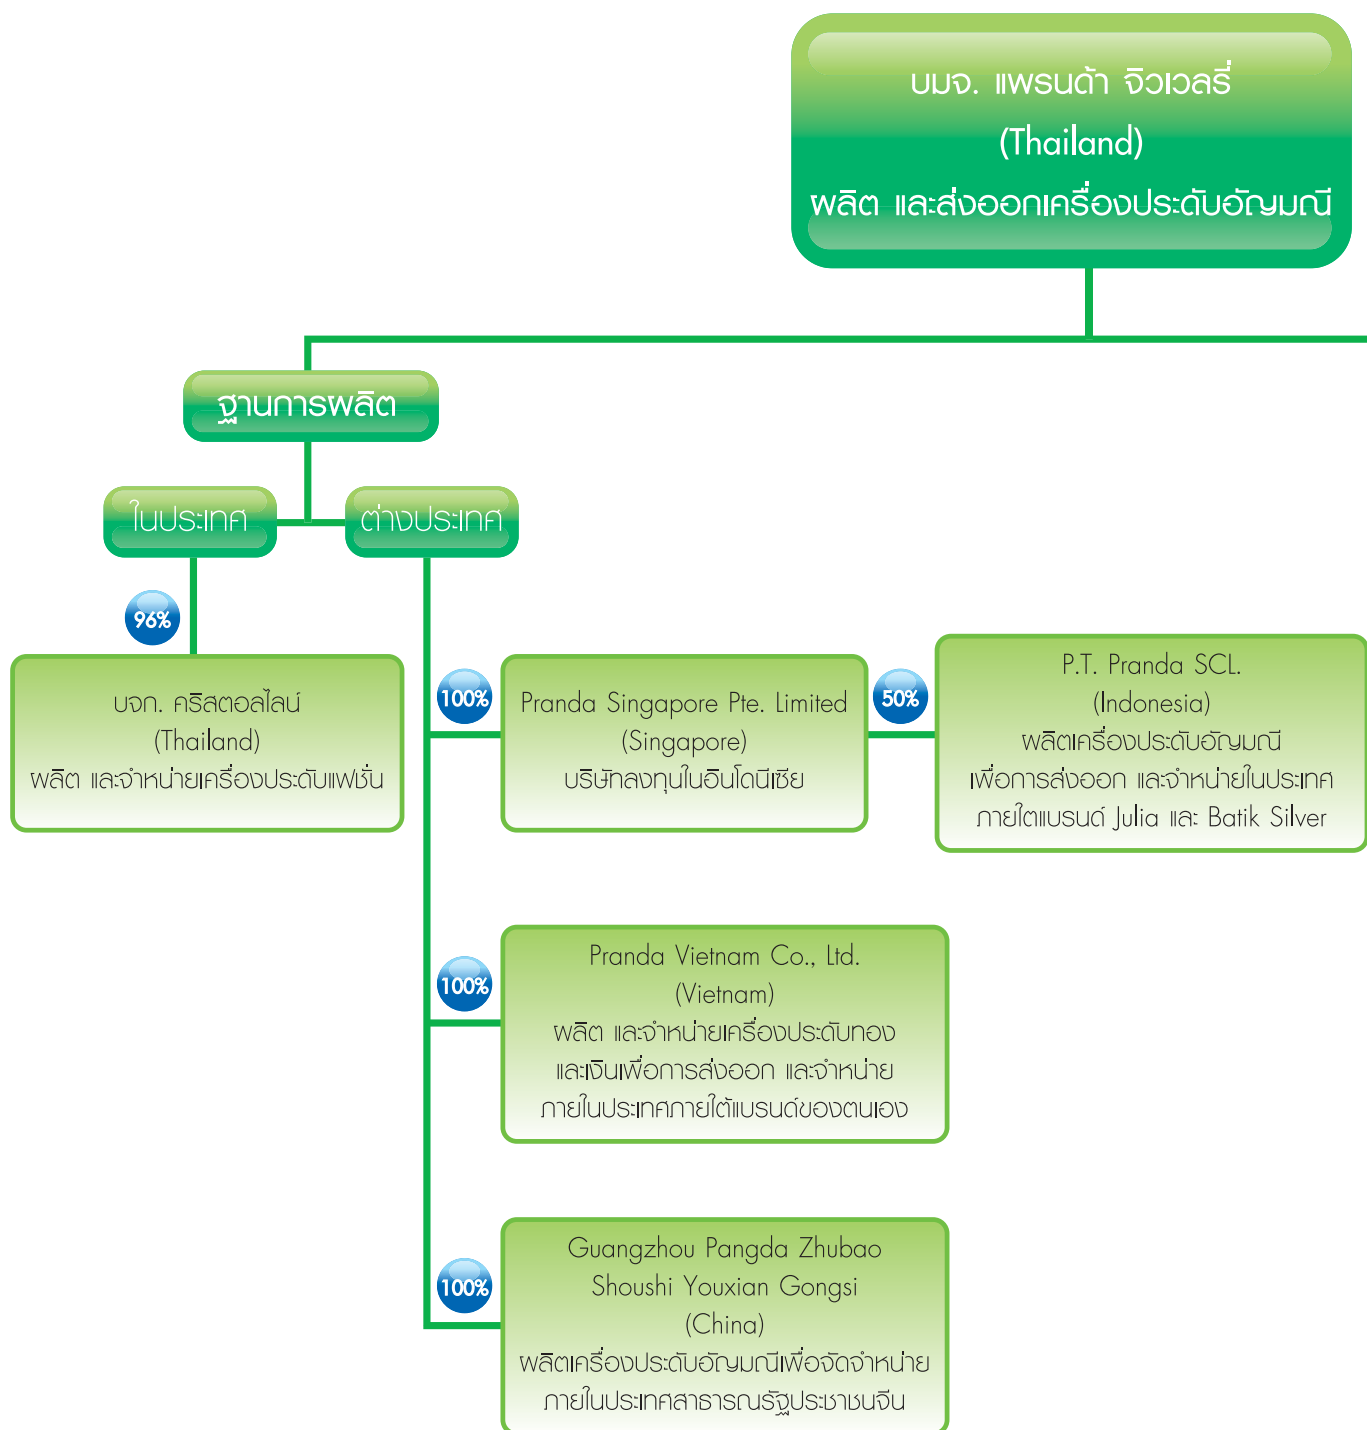 บมจ. แพรนด้า จิวเวลรี่
(Thailand)
ผลิต และส่งออกเครื่องประดับอัญมณี
ฐานการผลิต
ในประเทศ
ต่างประเทศ
96%
บจก. คริสตอลไลน์
(Thailand)
ผลิต และจำหน่ายเครื่องประดับแฟชั่น
100%
Pranda Singapore Pte. Limited
(Singapore)
บริษัทลงทุนในอินโดนีเซีย
50%
P.T. Pranda SCL.
(Indonesia)
ผลิตเครื่องประดับอัญมณี
เพื่อการส่งออก และจำหน่ายในประเทศ
ภายใตแบรนด์ Julia และ Batik Silver
100%
Pranda Vietnam Co., Ltd.
(Vietnam)
ผลิต และจำหน่ายเครื่องประดับทอง
และเงินเพื่อการส่งออก และจำหน่าย
ภายในประเทศภายใต้แบรนด์ของตนเอง
100%
Guangzhou Pangda Zhubao
Shoushi Youxian Gongsi
(China)
ผลิตเครื่องประดับอัญมณีเพื่อจัดจำหน่าย
ภายในประเทศสาธารณรัฐประชาชนจีน